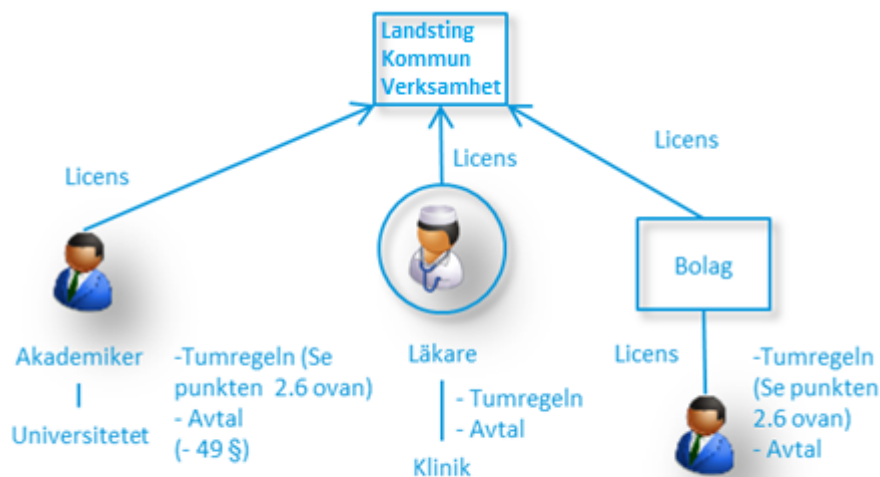 Landsting
Kommun
Verksamhet
Licens
Licens
Licens
Bolag
Akademiker
Universitetet
-Tumregeln (Se
punkten 2.6 ovan)
- Avtal
(- 49 §)
Läkare
- Tumregeln
- Avtal
Klinik
Licens
-Tumregeln
(Se punkten
2.6 ovan)
- Avtal